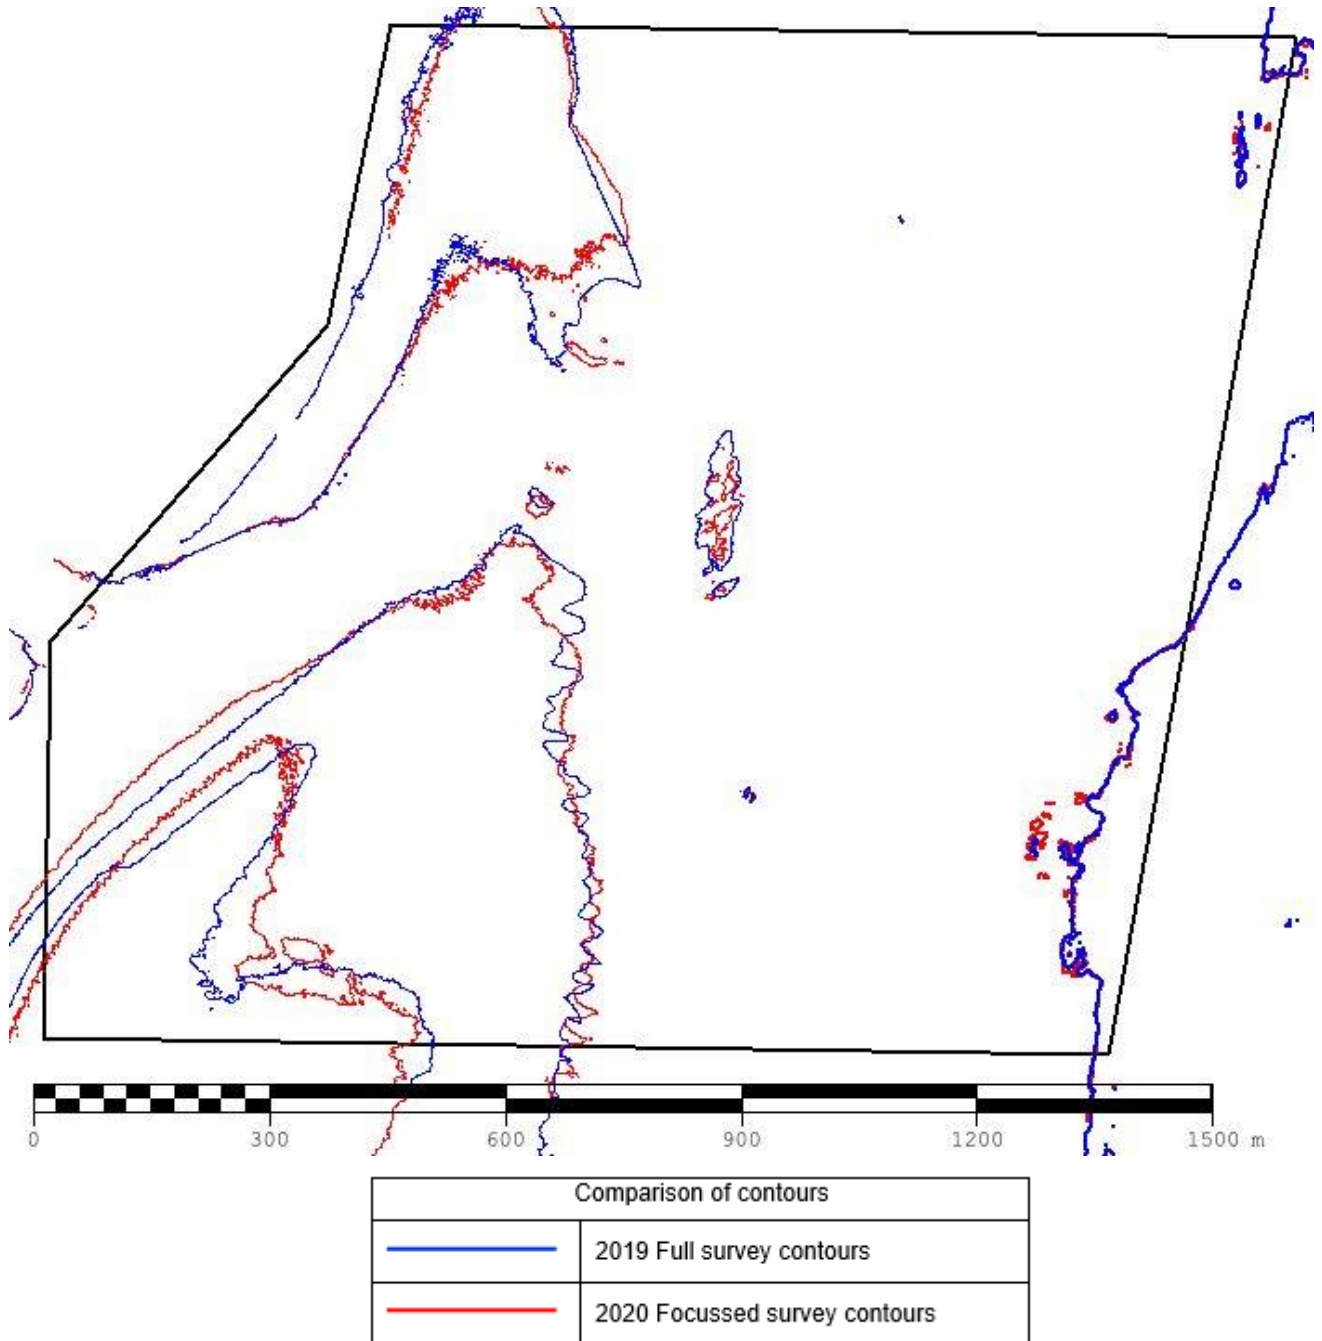 0 300 600 900 1200 1500 m
Comparison of contours
2019 Full survey contours
2020 Focussed survey contours